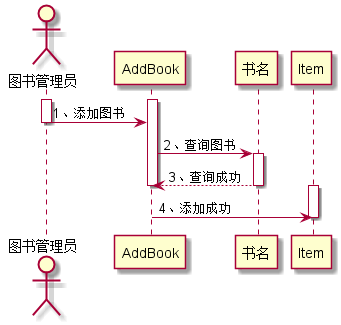 图书管理员
AddBook
书名
Item
1、添加图书
2、查询图书
3、查询成功
4、添加成功
图书管理员
AddBook
书名
Item